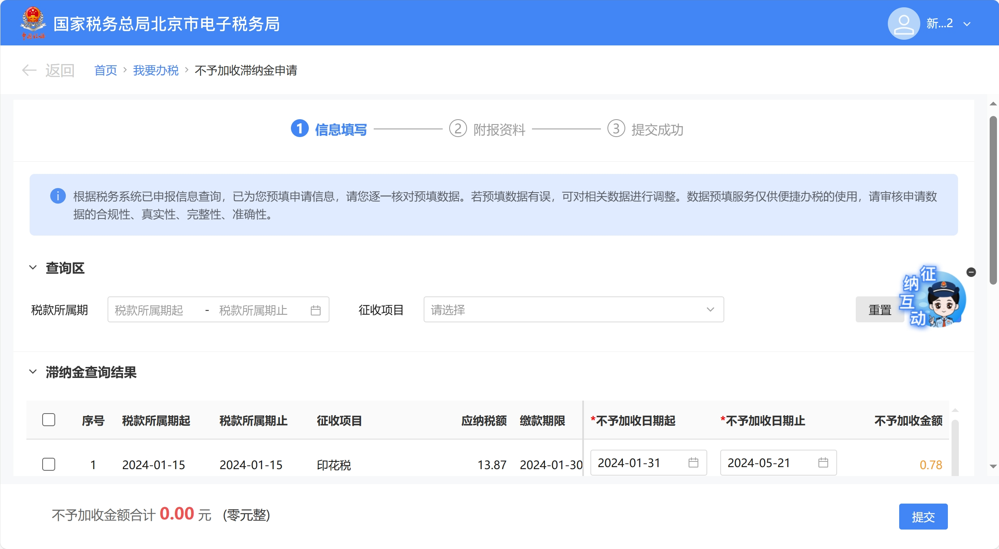 国家税务总局北京市电子税务局
新...2
中国税务
返回 首页 > 我要办税 > 不予加收滞纳金申请
1 信息填写 2 附报资料 3 提交成功
根据税务系统已申报信息查询，已为您预填申请信息，请您逐一核对预填数据。若预填数据有误，可对相关数据进行调整。数据预填服务仅供便捷办税的使用，请审核申请数
据的合规性、真实性、完整性、准确性。
查询区
税款所属期 税款所属期起 - 税款所属期止 征收项目 请选择 重置
征纳互动
滞纳金查询结果
序号 税款所属期起 税款所属期止 征收项目 应纳税额 缴款期限 *不予加收日期起 *不予加收日期止 不予加收金额
1 2024-01-15 2024-01-15 印花税 13.87 2024-01-30 2024-01-31 2024-05-21 0.78
不予加收金额合计 0.00 元 (零元整)
提交